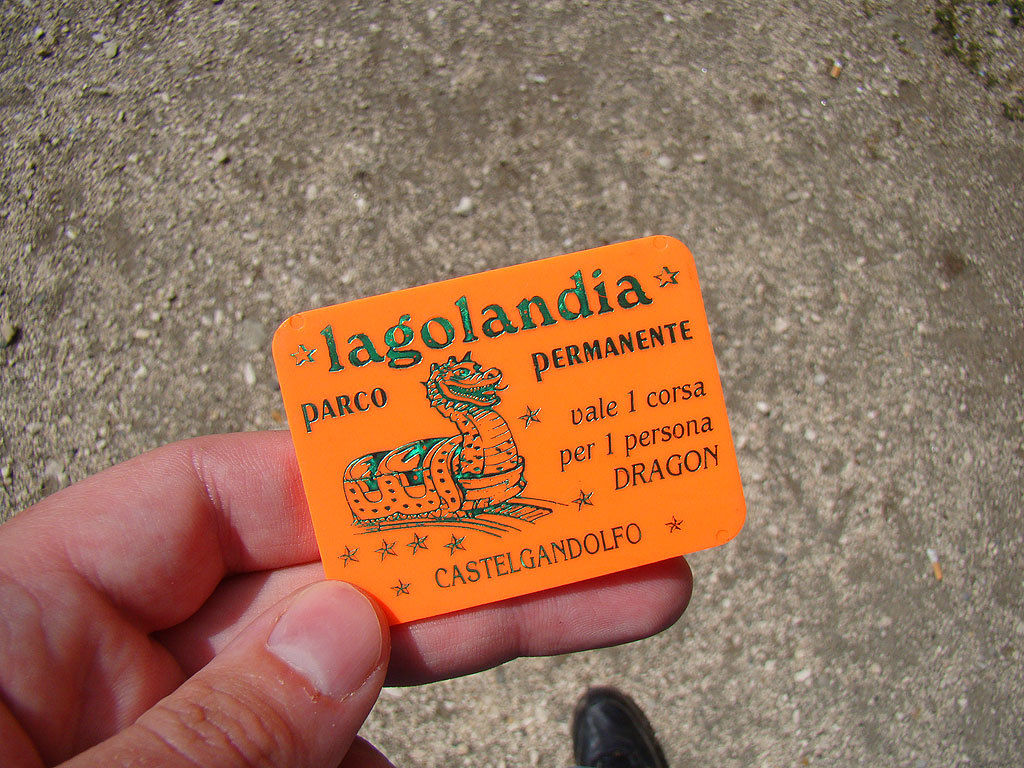 lagolandia
PARCO PERMANENTE
vale 1 corsa
per 1 persona
DRAGON
CASTELGANDOLFO